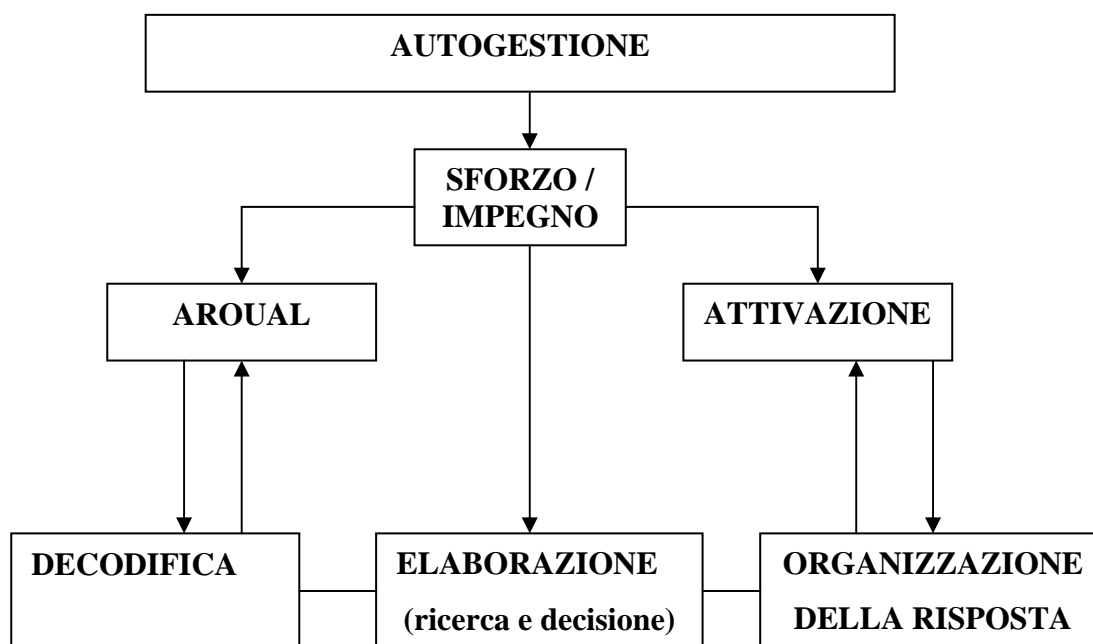 AUTOGESTIONE
SFORZO /
IMPEGNO
AROUAL
ATTIVAZIONE
DECODIFICA
ELABORAZIONE
(ricerca e decisione)
ORGANIZZAZIONE
DELLA RISPOSTA